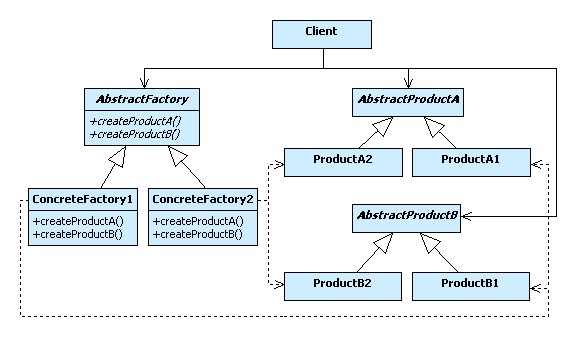 Client
AbstractFactory
+createProductA()
+createProductB()
AbstractProductA
ProductA2
ProductA1
ConcreteFactory1
+createProductA()
+createProductB()
ConcreteFactory2
+createProductA()
+createProductB()
AbstractProductB
ProductB2
ProductB1